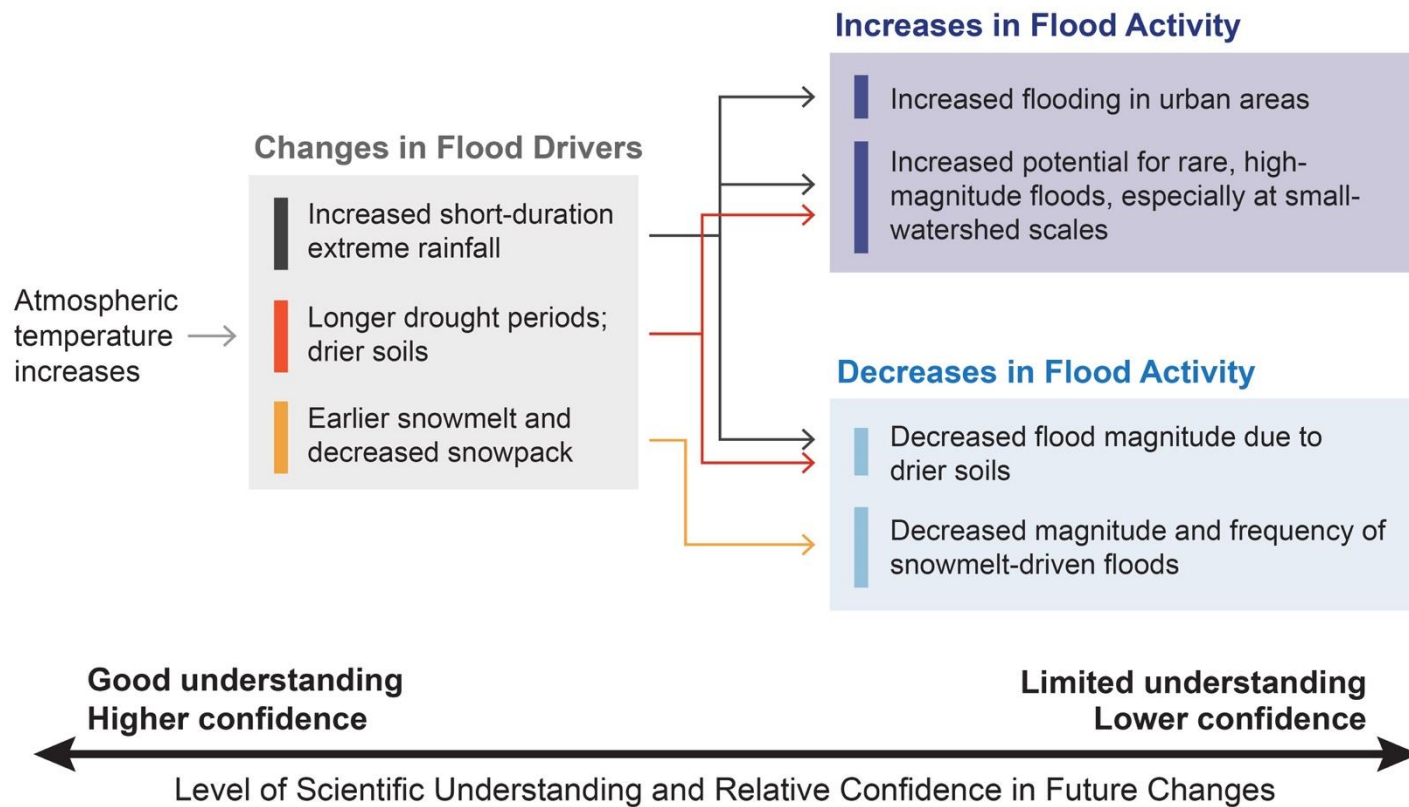 Atmospheric
temperature
increases
Changes in Flood Drivers
Increased short-duration
extreme rainfall
Longer drought periods;
drier soils
Earlier snowmelt and
decreased snowpack
Increases in Flood Activity
Increased flooding in urban areas
Increased potential for rare, high-
magnitude floods, especially at small-
watershed scales
Decreases in Flood Activity
Decreased flood magnitude due to
drier soils
Decreased magnitude and frequency of
snowmelt-driven floods
Good understanding
Higher confidence
Limited understanding
Lower confidence
Level of Scientific Understanding and Relative Confidence in Future Changes